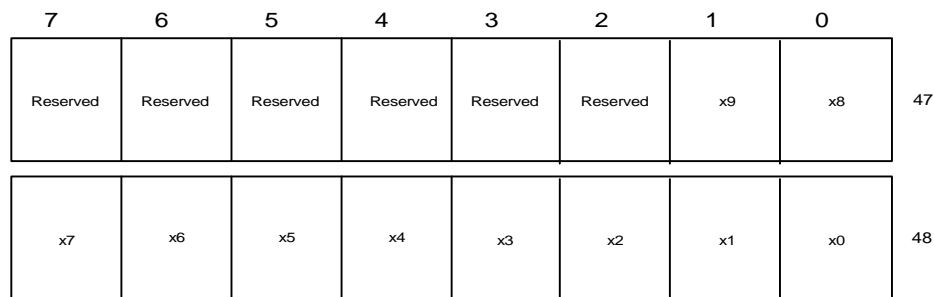 7 6 5 4 3 2 1 0
Reserved Reserved Reserved Reserved Reserved Reserved x9 x8 47
x7 x6 x5 x4 x3 x2 x1 x0 48